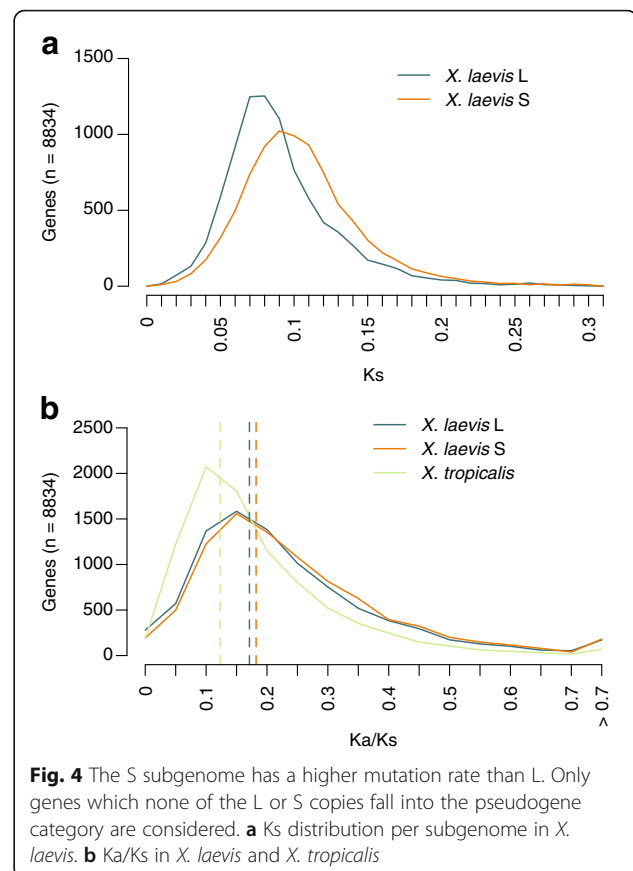 a
1500
1000
500
0
Genes (n = 8834)
X. laevis L
X. laevis S
0
0.05
0.1
0.15
0.2
0.25
0.3
Ks
b
2500
2000
1500
1000
500
0
Genes (n = 8834)
X. laevis L
X. laevis S
X. tropicalis
0
0.1
0.2
0.3
0.4
0.5
0.6
0.7
> 0.7
Ka/Ks
Fig. 4 The S subgenome has a higher mutation rate than L. Only
genes which none of the L or S copies fall into the pseudogene
category are considered. a Ks distribution per subgenome in X.
laevis. b Ka/Ks in X. laevis and X. tropicalis